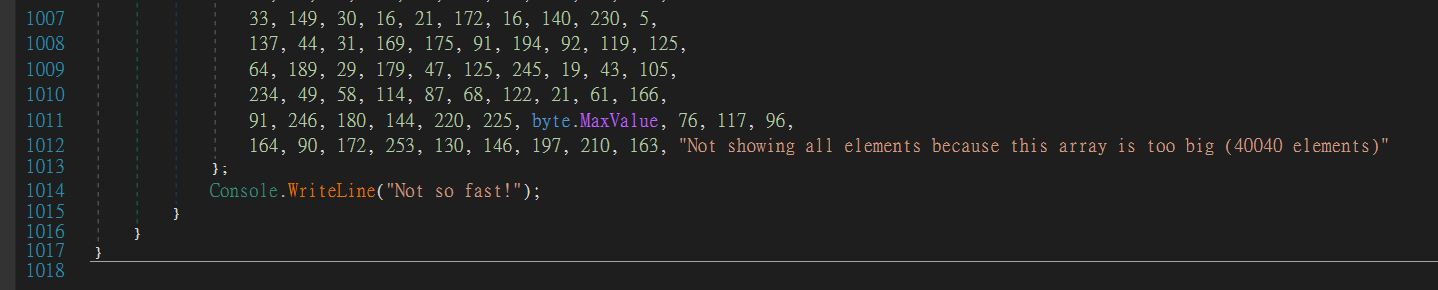 1007 33, 149, 30, 16, 21, 172, 16, 140, 230, 5,
1008 137, 44, 31, 169, 175, 91, 194, 92, 119, 125,
1009 64, 189, 29, 179, 47, 125, 245, 19, 43, 105,
1010 234, 49, 58, 114, 87, 68, 122, 21, 61, 166,
1011 91, 246, 180, 144, 220, 225, byte.MaxValue, 76, 117, 96,
1012 164, 90, 172, 253, 130, 146, 197, 210, 163, "Not showing all elements because this array is too big (40040 elements)"
1013 };
1014 Console.WriteLine("Not so fast!");
1015 }
1016 }
1017 }
1018